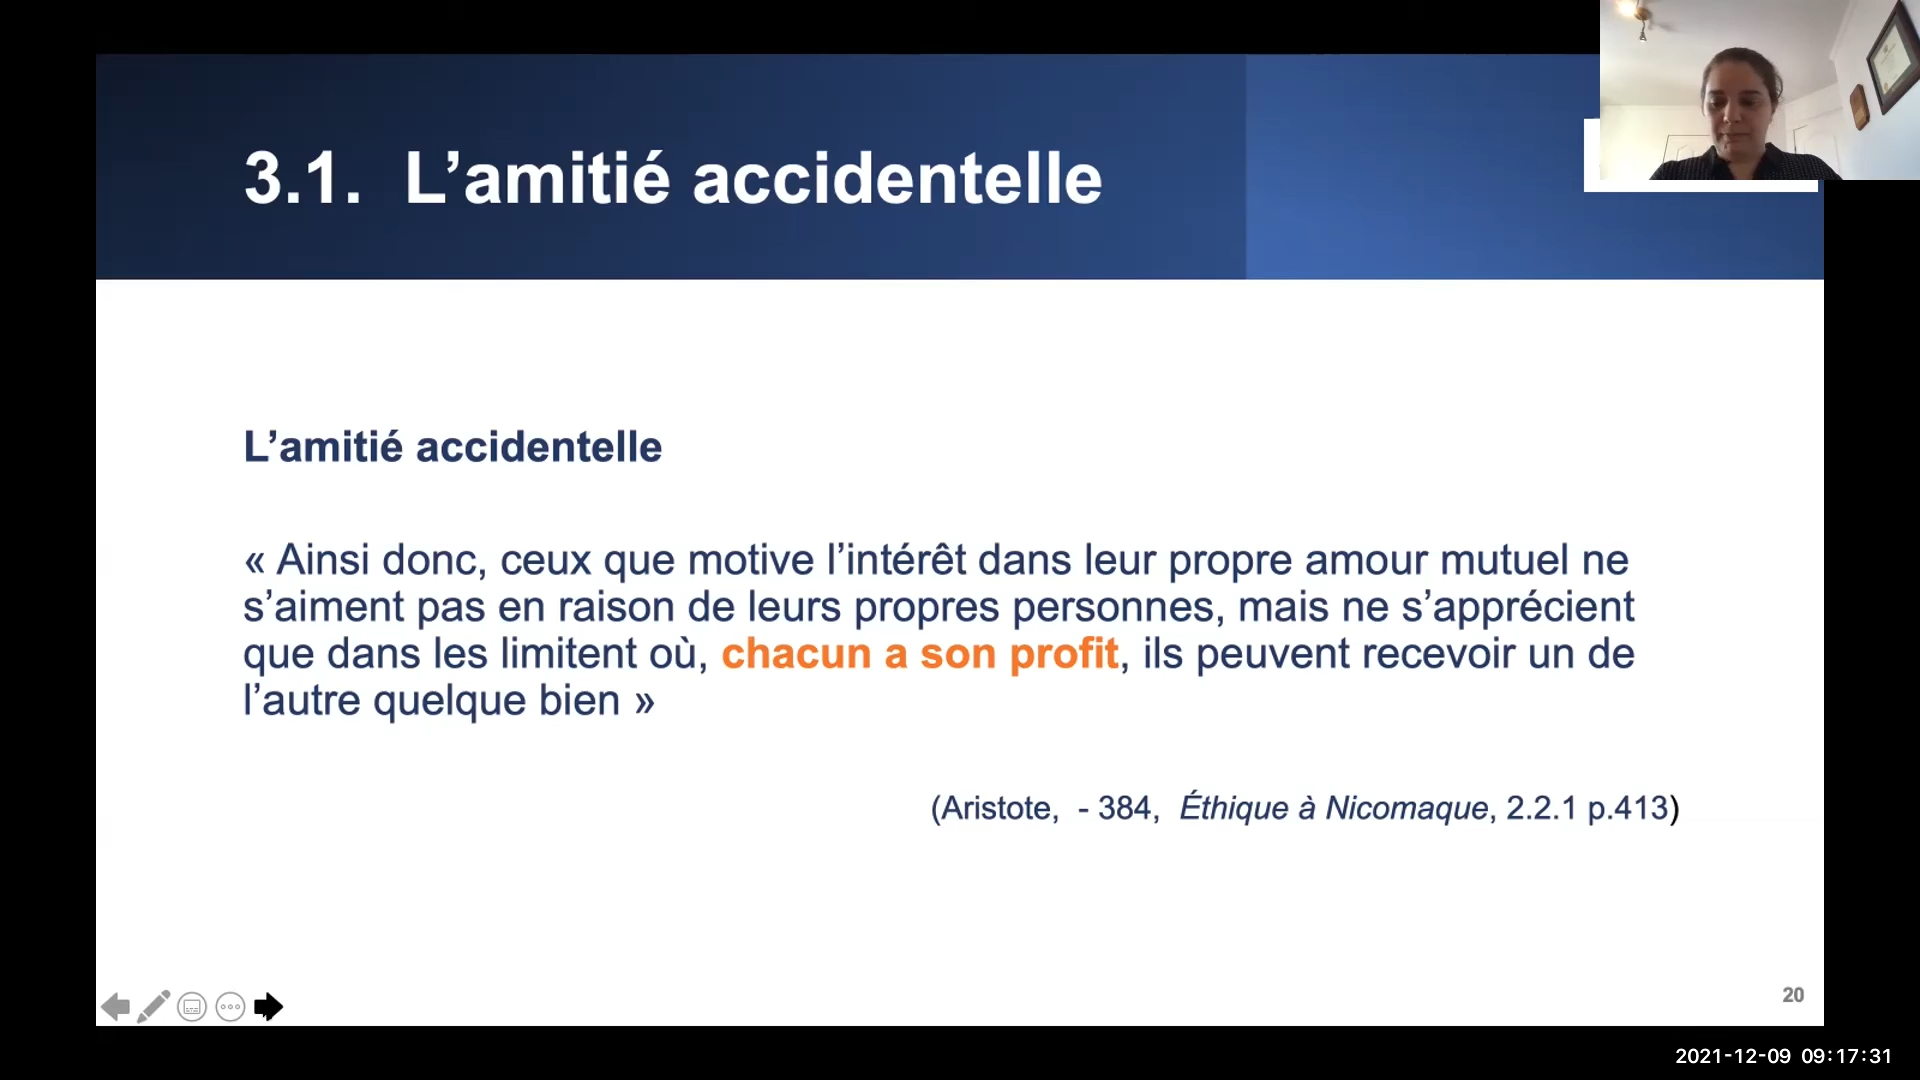 3.1. L’amitié accidentelle
L’amitié accidentelle
« Ainsi donc, ceux que motive l’intérêt dans leur propre amour mutuel ne
s’aiment pas en raison de leurs propres personnes, mais ne s’apprécient
que dans les limitent où, chacun a son profit, ils peuvent recevoir un de
l’autre quelque bien »
(Aristote, - 384, Éthique à Nicomaque, 2.2.1 p.413)
20
2021-12-09 09:17:31